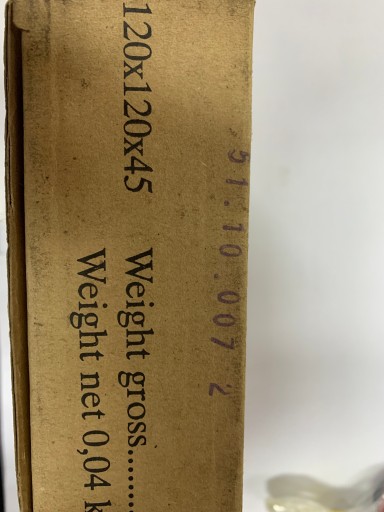 51.10.007 2
120x120x45 Weight gross........
Weight net 0,04 k